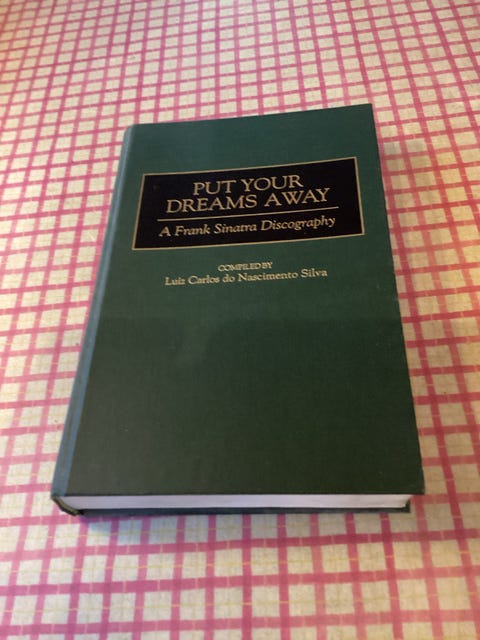 PUT YOUR
DREAMS AWAY
A Frank Sinatra Discography
COMPILED BY
Luiz Carlos do Nascimento Silva